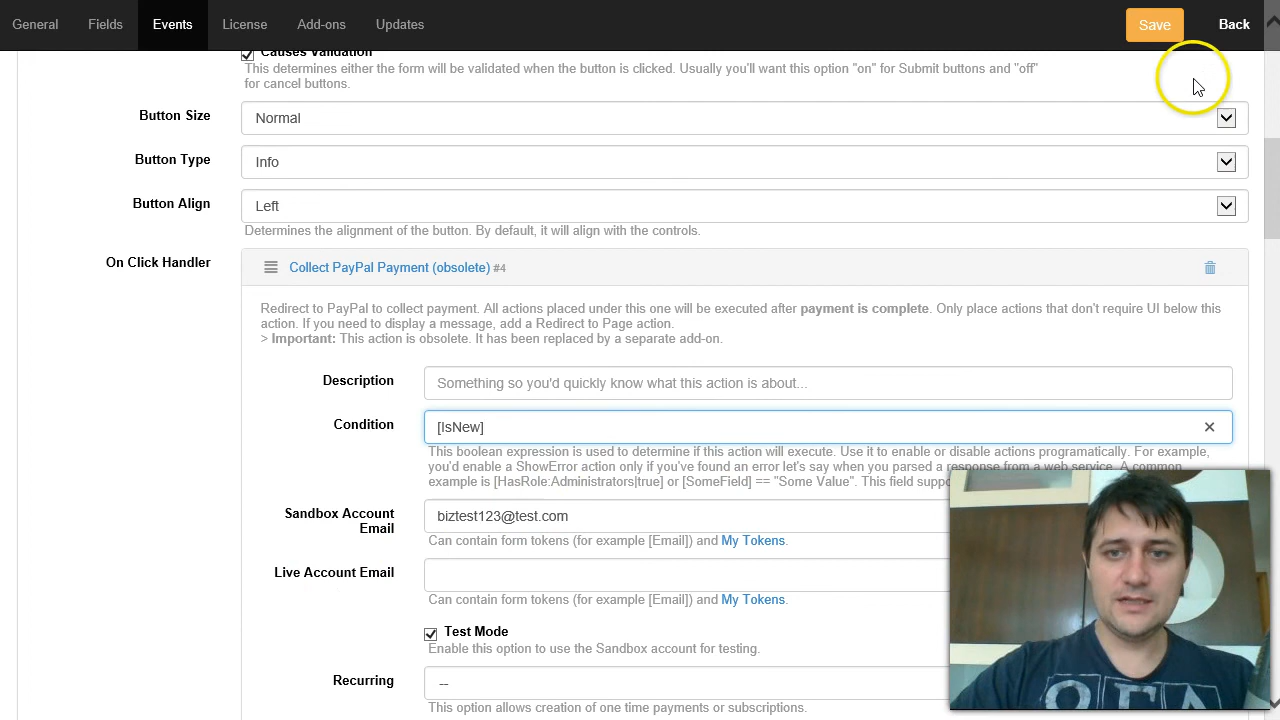 General Fields Events License Add-ons Updates Save Back
Causes Validation
This determines either the form will be validated when the button is clicked. Usually you'll want this option "on" for Submit buttons and "off"
for cancel buttons.
Button Size Normal
Button Type Info
Button Align Left
Determines the alignment of the button. By default, it will align with the controls.
On Click Handler Collect PayPal Payment (obsolete) #4
Redirect to PayPal to collect payment. All actions placed under this one will be executed after payment is complete. Only place actions that don't require UI below this
action. If you need to display a message, add a Redirect to Page action.
> Important: This action is obsolete. It has been replaced by a separate add-on.
Description Something so you'd quickly know what this action is about...
Condition [IsNew]
This boolean expression is used to determine if this action will execute. Use it to enable or disable actions programatically. For example,
you'd enable a ShowError action only if you've found an error let's say when you parsed a response from a web service. A common
example is [HasRole:Administrators|true] or [SomeField] == "Some Value". This field
Sandbox Account
Email
biztest123@test.com
Can contain form tokens (for example [Email]) and My Tokens.
Live Account Email
Can contain form tokens (for example [Email]) and My Tokens.
Test Mode
Enable this option to use the Sandbox account for testing.
Recurring --
This option allows creation of one time payments or subscriptions.